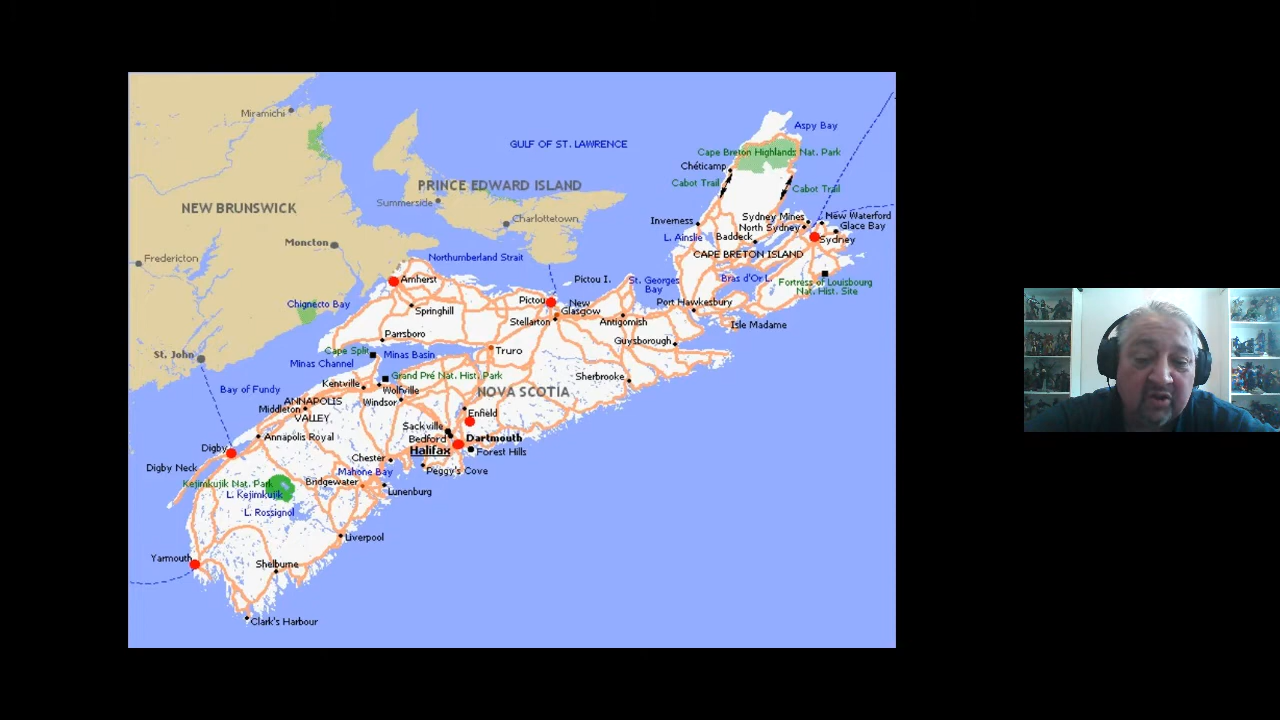 Miramichi
Aspy Bay
GULF OF ST. LAWRENCE
Cape Breton Highlands Nat. Park
Chéticamp
Cabot Trail
Cabot Trail
PRINCE EDWARD ISLAND
Summerside
NEW BRUNSWICK
Charlottetown
Inverness
Sydney Mines
New Waterford
North Sydney
Glace Bay
L. Ainslie
Baddeck
Sydney
Moncton
Fredericton
Northumberland Strait
CAPE BRETON ISLAND
Amherst
Pictou I.
St. Georges
Bay
Bras d'Or L.
Fortress of Louisbourg
Nat. Hist. Site
Chignecto Bay
Springhill
Pictou
New
Glasgow
Port Hawkesbury
Stellarton
Antigonish
Isle Madame
Parrsboro
Guysborough
St. John
Cape Split
Minas Basin
Truro
Minas Channel
Grand Pré Nat. Hist. Park
Sherbrooke
Bay of Fundy
Kentville
Wolfville
NOVA SCOTIA
ANNAPOLIS
Windsor
Middleton
VALLEY
Enfield
Sackville
Annapolis Royal
Bedford
Dartmouth
Digby
Halifax
Forest Hills
Chester
Digby Neck
Mahone Bay
Peggy's Cove
Kejimkujik Nat. Park
Bridgewater
L. Kejimkujik
Lunenburg
L. Rossignol
Liverpool
Yarmouth
Shelburne
Clark's Harbour